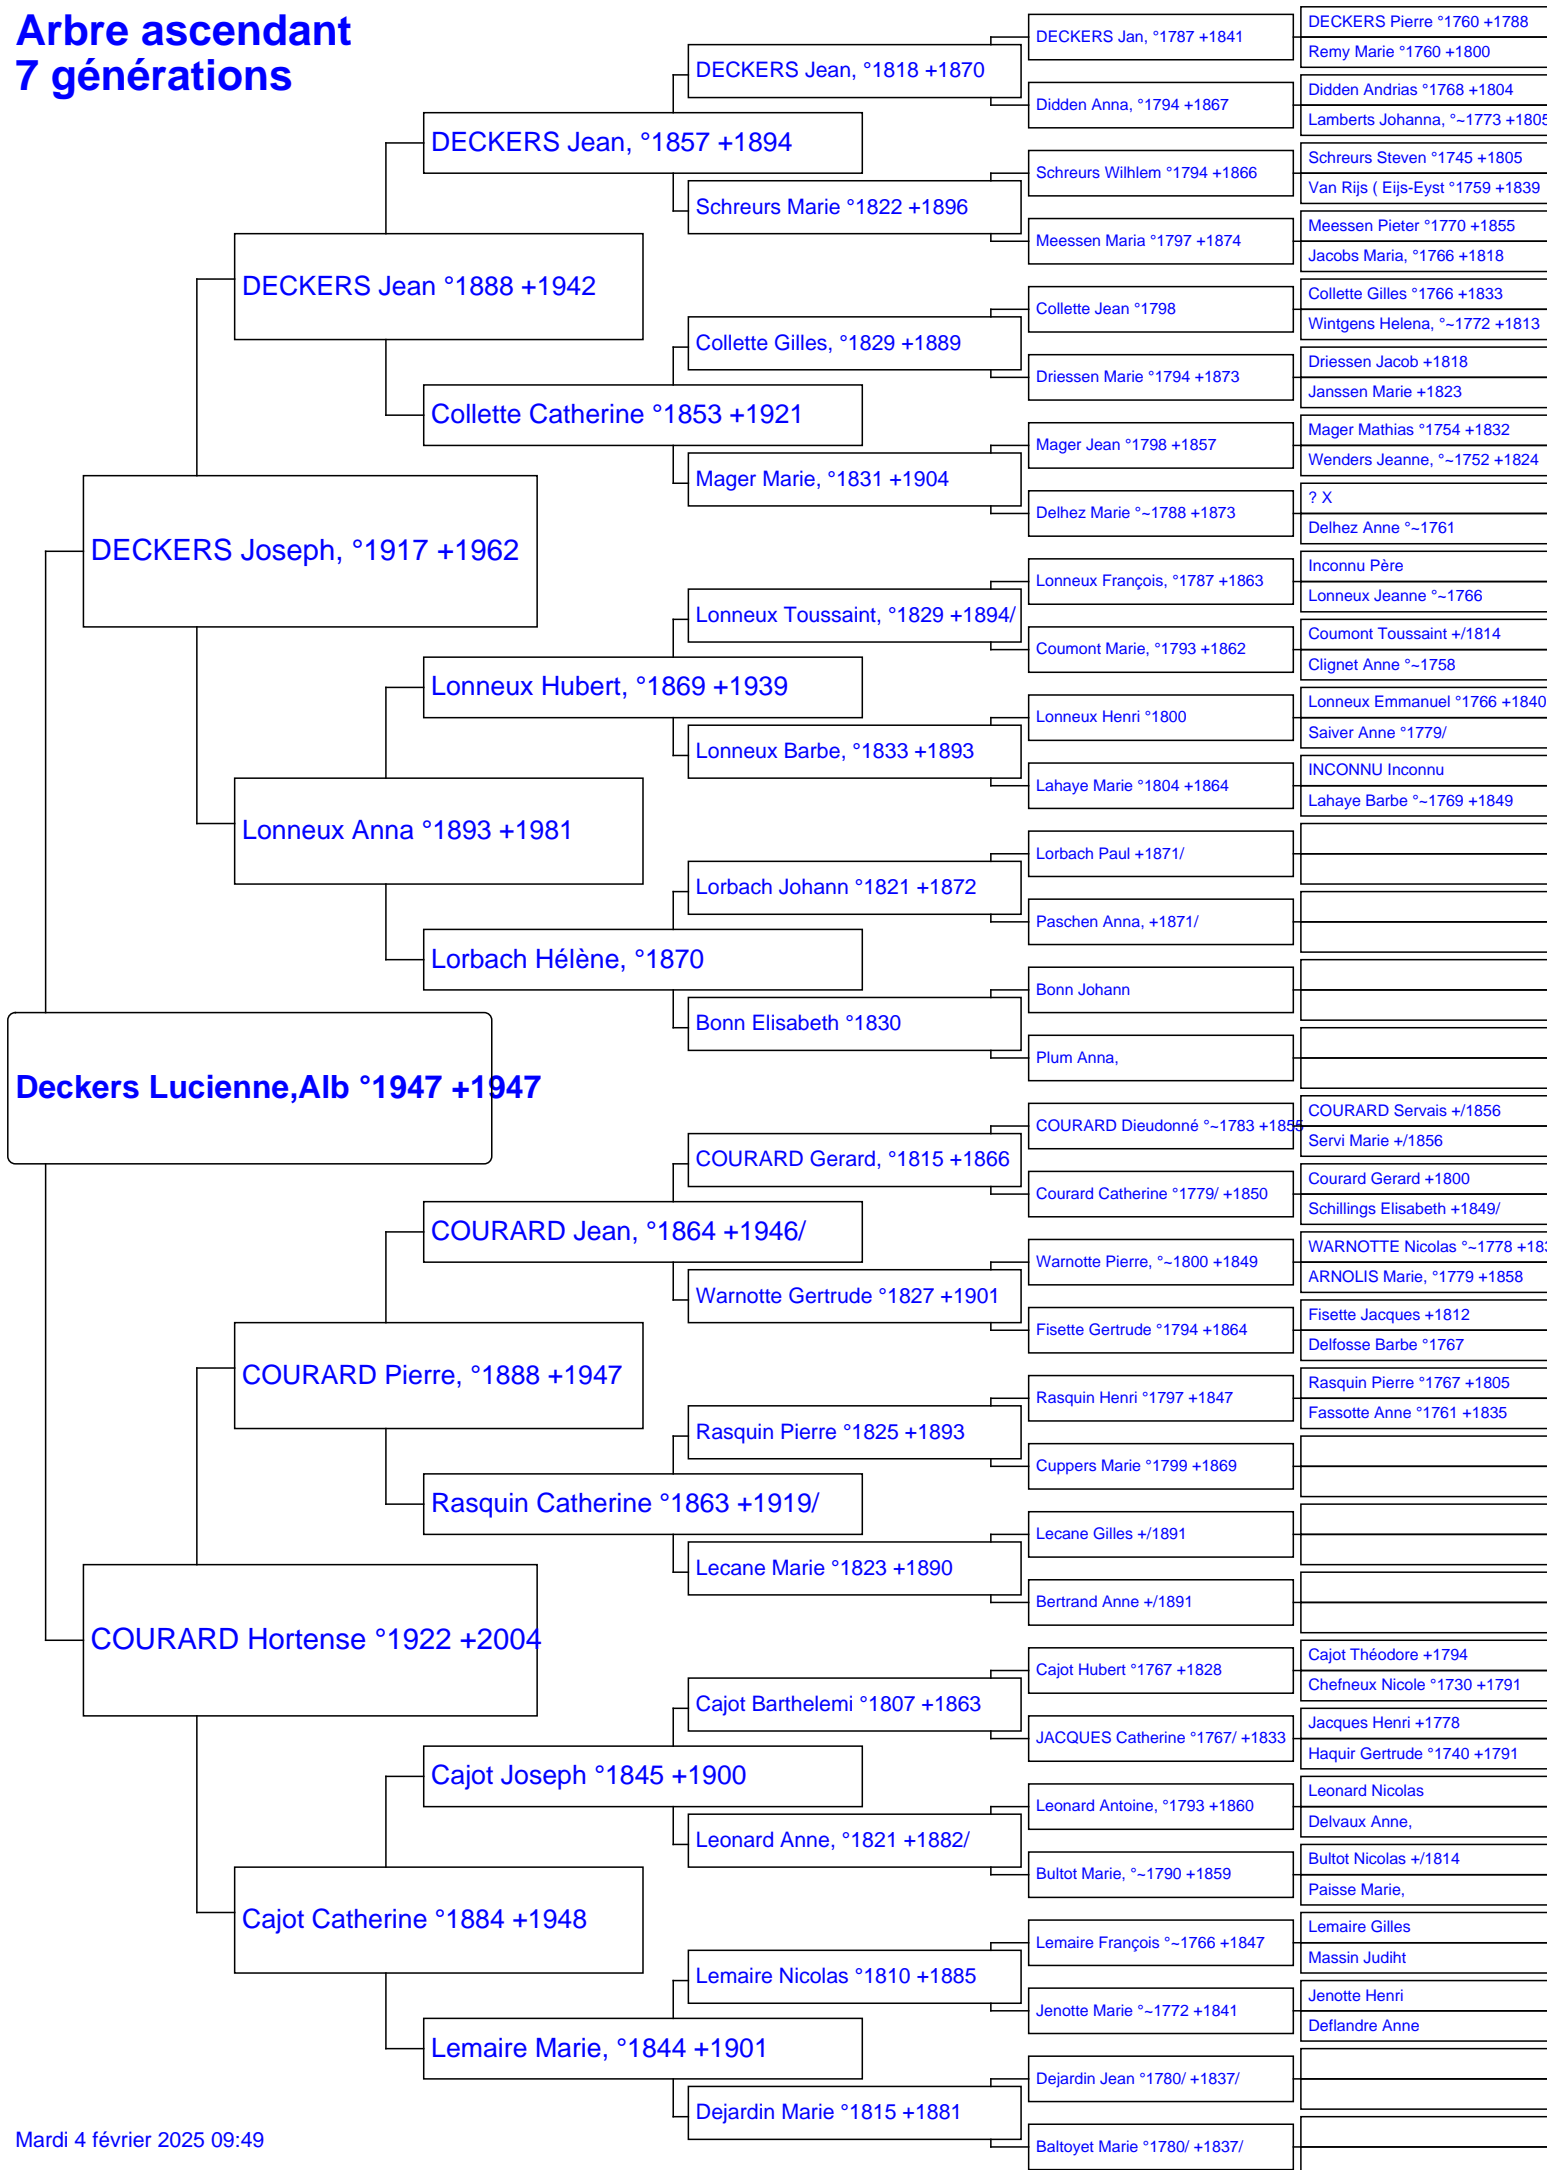 Arbre ascendant
7 générations
Deckers Lucienne,Alb °1947 +1947
DECKERS Joseph, °1917 +1962
COURARD Hortense °1922 +2004
DECKERS Jean °1888 +1942
Lonneux Anna °1893 +1981
COURARD Pierre, °1888 +1947
Cajot Catherine °1884 +1948
DECKERS Jean, °1857 +1894
Collette Catherine °1853 +1921
Lonneux Hubert, °1869 +1939
Lorbach Hélène, °1870
COURARD Jean, °1864 +1946/
Rasquin Catherine °1863 +1919/
Cajot Joseph °1845 +1900
Lemaire Marie, °1844 +1901
DECKERS Jean, °1818 +1870
Schreurs Marie °1822 +1896
Collette Gilles, °1829 +1889
Mager Marie, °1831 +1904
Lonneux Toussaint, °1829 +1894/
Lonneux Barbe, °1833 +1893
Lorbach Johann °1821 +1872
Bonn Elisabeth °1830
COURARD Gerard, °1815 +1866
Warnotte Gertrude °1827 +1901
Rasquin Pierre °1825 +1893
Lecane Marie °1823 +1890
Cajot Barthelemi °1807 +1863
Leonard Anne, °1821 +1882/
Lemaire Nicolas °1810 +1885
Dejardin Marie °1815 +1881
DECKERS Jan, °1787 +1841
Didden Anna, °1794 +1867
Schreurs Wilhlem °1794 +1866
Meessen Maria °1797 +1874
Collette Jean °1798
Driessen Marie °1794 +1873
Mager Jean °1798 +1857
Delhez Marie °~1788 +1873
Lonneux François, °1787 +1863
Coumont Marie, °1793 +1862
Lonneux Henri °1800
Lahaye Marie °1804 +1864
Lorbach Paul +1871/
Paschen Anna, +1871/
Bonn Johann
Plum Anna,
COURARD Dieudonné °~1783 +1855
Courard Catherine °1779/ +1850
Warnotte Pierre, °~1800 +1849
Fisette Gertrude °1794 +1864
Rasquin Henri °1797 +1847
Cuppers Marie °1799 +1869
Lecane Gilles +/1891
Bertrand Anne +/1891
Cajot Hubert °1767 +1828
JACQUES Catherine °1767/ +1833
Leonard Antoine, °1793 +1860
Bultot Marie, °~1790 +1859
Lemaire François °~1766 +1847
Jenotte Marie °~1772 +1841
Dejardin Jean °1780/ +1837/
Baltoyet Marie °1780/ +1837/
DECKERS Pierre °1760 +1788
Remy Marie °1760 +1800
Didden Andrias °1768 +1804
Lamberts Johanna, °~1773 +1805
Schreurs Steven °1745 +1805
Van Rijs ( Eijs-Eyst °1759 +1839
Meessen Pieter °1770 +1855
Jacobs Maria, °1766 +1818
Collette Gilles °1766 +1833
Wintgens Helena, °~1772 +1813
Driessen Jacob +1818
Janssen Marie +1823
Mager Mathias °1754 +1832
Wenders Jeanne, °~1752 +1824
? X
Delhez Anne °~1761
Inconnu Père
Lonneux Jeanne °~1766
Coumont Toussaint +/1814
Clignet Anne °~1758
Lonneux Emmanuel °1766 +1840
Saiver Anne °1779/
INCONNU Inconnu
Lahaye Barbe °~1769 +1849
COURARD Servais +/1856
Servi Marie +/1856
Courard Gerard +1800
Schillings Elisabeth +1849/
WARNOTTE Nicolas °~1778
ARNOLIS Marie, °1779 +1858
Fisette Jacques +1812
Delfosse Barbe °1767
Rasquin Pierre °1767 +1805
Fassotte Anne °1761 +1835
Cajot Théodore +1794
Chefneux Nicole °1730 +1791
Jacques Henri +1778
Haquir Gertrude °1740 +1791
Leonard Nicolas
Delvaux Anne,
Bultot Nicolas +/1814
Paisse Marie,
Lemaire Gilles
Massin Judiht
Jenotte Henri
Deflandre Anne
Mardi 4 février 2025 09:49